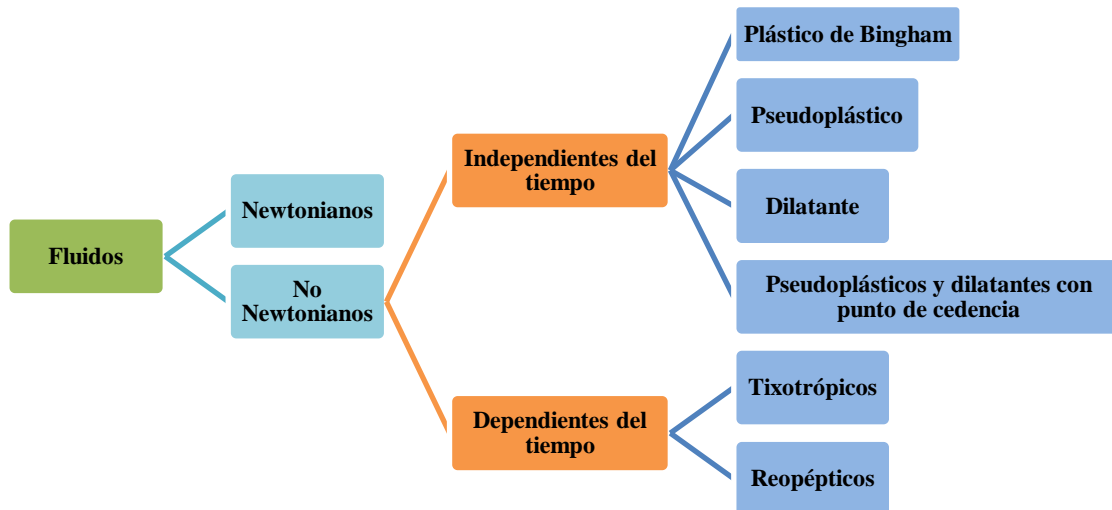 Fluidos
Newtonianos
No
Newtonianos
Independientes del
tiempo
Plástico de Bingham
Pseudoplástico
Dilatante
Pseudoplásticos y dilatantes con
punto de cedencia
Dependientes del
tiempo
Tixotrópicos
Reopépticos